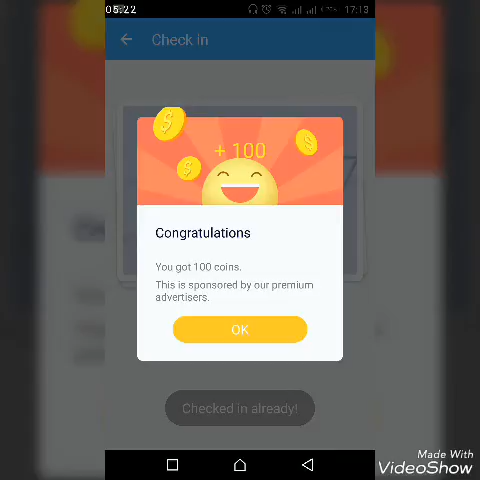 05:22
17:13
Check In
+ 100
Congratulations
You got 100 coins.
This is sponsored by our premium
advertisers.
OK
Checked in already!
Made With
VideoShow